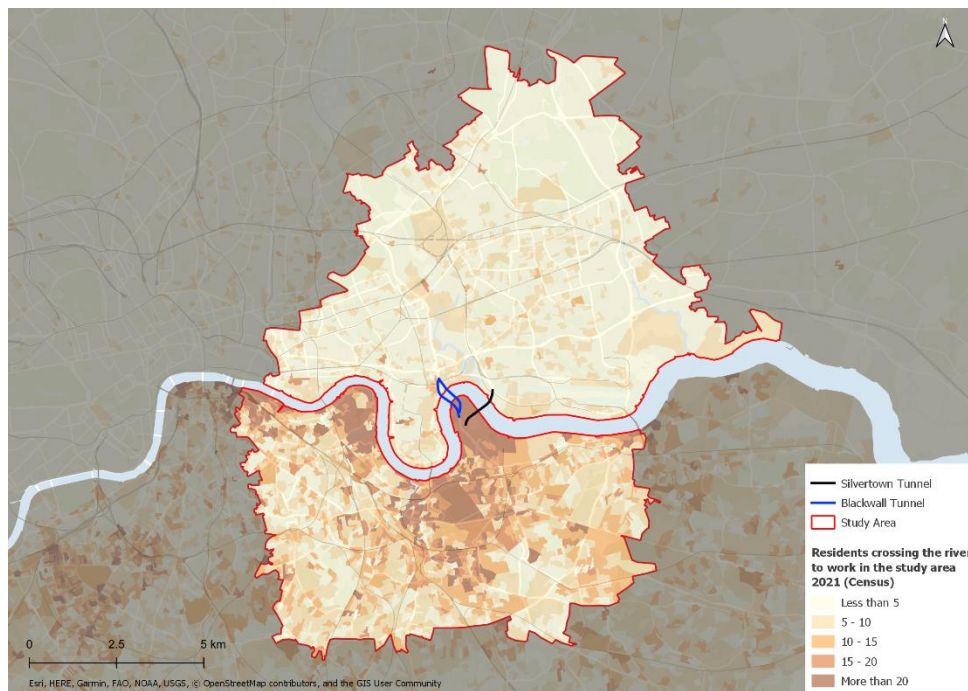 Silvertown Tunnel
Blackwall Tunnel
Study Area
Residents crossing the river
to work in the study area
2021 (Census)
Less than 5
5 - 10
10 - 15
15 - 20
More than 20
0 2.5 5 km
Esri, HERE, Garmin, FAO, NOAA, USGS, © OpenStreetMap contributors, and the GIS User Community